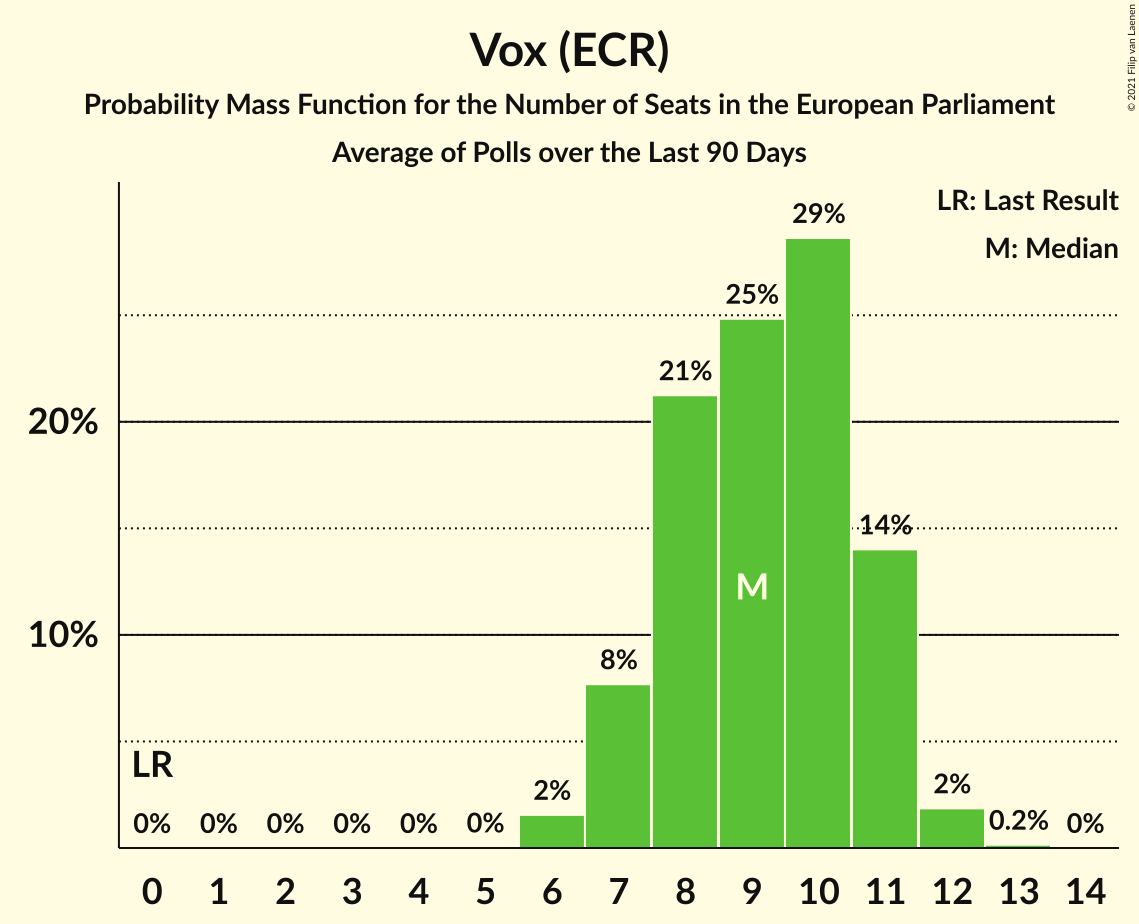 Vox (ECR)
Probability Mass Function for the Number of Seats in the European Parliament
Average of Polls over the Last 90 Days
© 2021 Filip van Laenen
LR: Last Result
M: Median
29%
25%
21%
20%
14%
M
10%
8%
LR
2%
2%
0% 0% 0% 0% 0% 0% 0.2% 0%
0 1 2 3 4 5 6 7 8 9 10 11 12 13 14